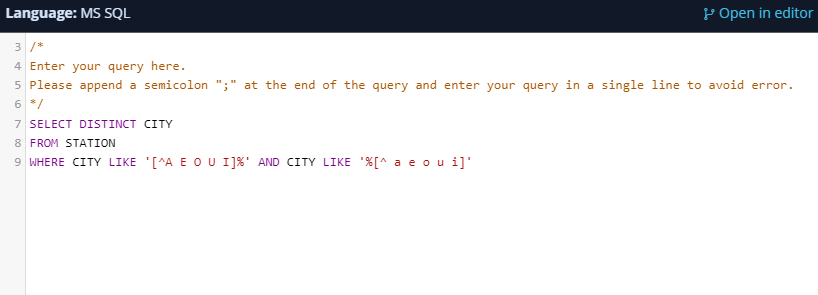 Language: MS SQL Open in editor
3 /*
4 Enter your query here.
5 Please append a semicolon ";" at the end of the query and enter your query in a single line to avoid error.
6 */
7 SELECT DISTINCT CITY
8 FROM STATION
9 WHERE CITY LIKE '[^A E O U I]%' AND CITY LIKE '%[^ a e o u i]'